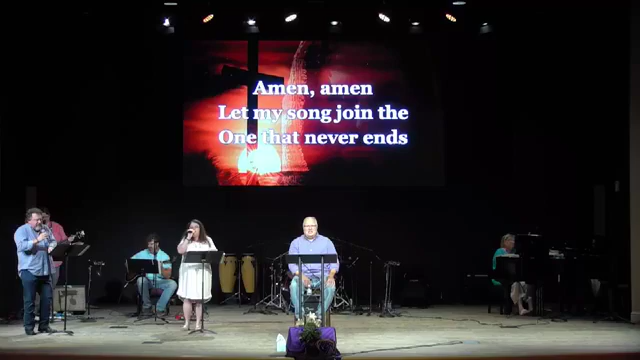 Amen, amen
Let my song join the
One that never ends